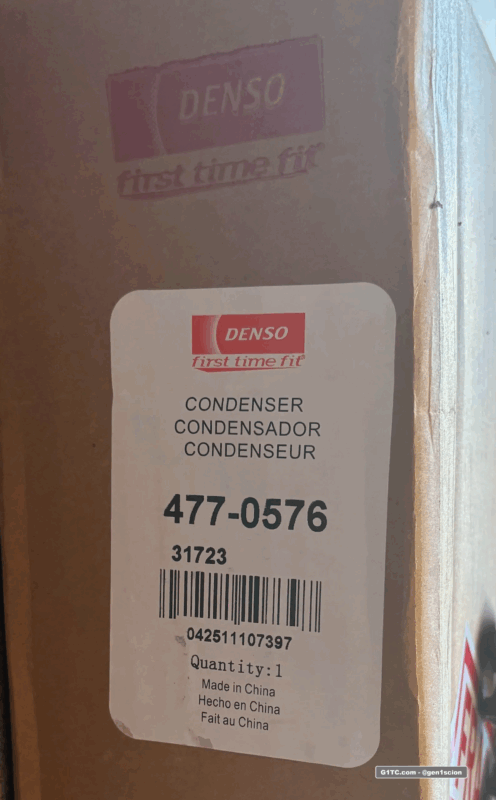 DENSO
first time fit®
DENSO
first time fit®
CONDENSER
CONDENSADOR
CONDENSEUR
477-0576
31723
042511107397
Quantity:1
Made in China
Hecho en China
Fait au China
G1TC.com - @gen1scion